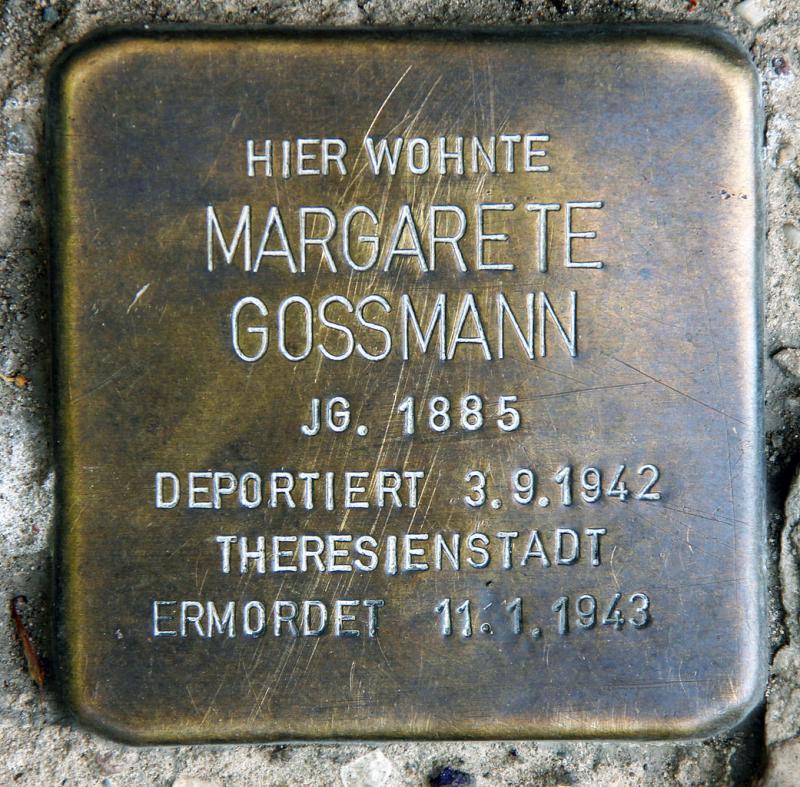 HIER WOHNTE
MARGARETE
GOSSMANN
JG. 1885
DEPORTIERT 3.9.1942
THERESIENSTADT
ERMORDET 11.1.1943